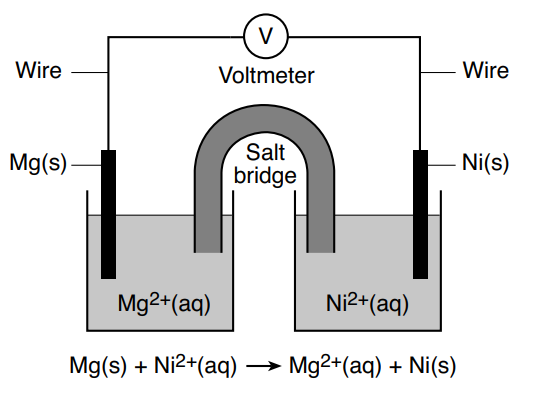 V
Wire
Voltmeter
Wire
Mg(s)
Salt
bridge
Ni(s)
Mg2+(aq)
Ni2+(aq)
Mg(s) + Ni2+(aq) ⟶ Mg2+(aq) + Ni(s)